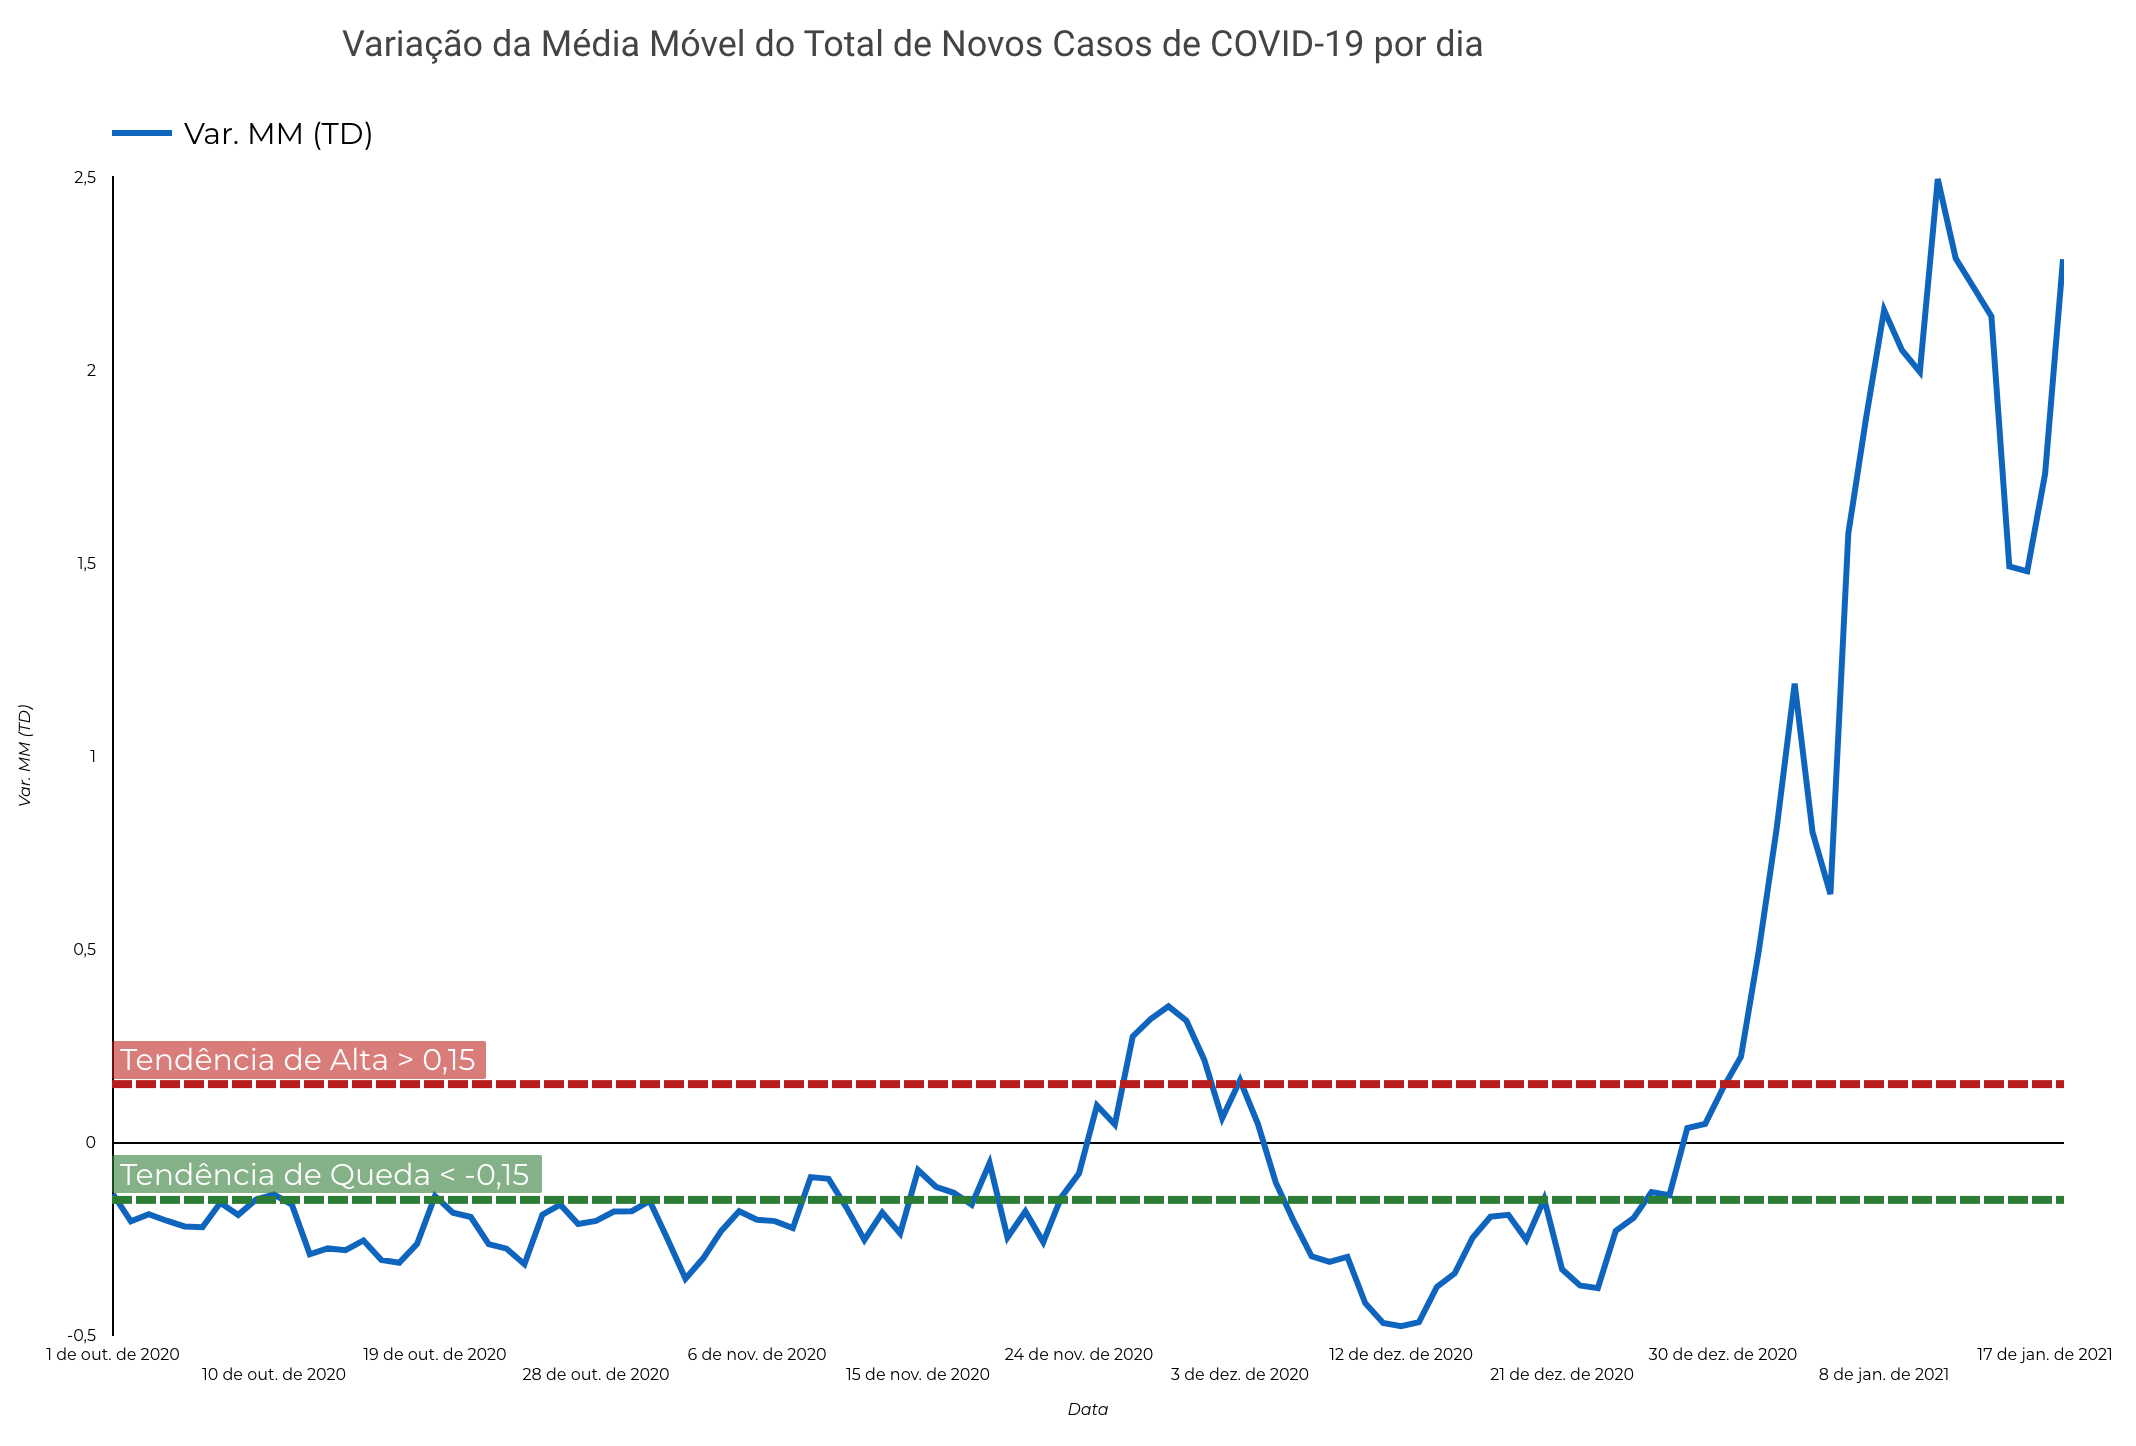 Variação da Média Móvel do Total de Novos Casos de COVID-19 por dia
Var. MM (TD)
2,5
2
1,5
1
0,5
0
-0,5
Var. MM (TD)
Tendência de Alta > 0,15
Tendência de Queda < -0,15
1 de out. de 2020
10 de out. de 2020
19 de out. de 2020
28 de out. de 2020
6 de nov. de 2020
15 de nov. de 2020
24 de nov. de 2020
3 de dez. de 2020
12 de dez. de 2020
21 de dez. de 2020
30 de dez. de 2020
8 de jan. de 2021
17 de jan. de 2021
Data